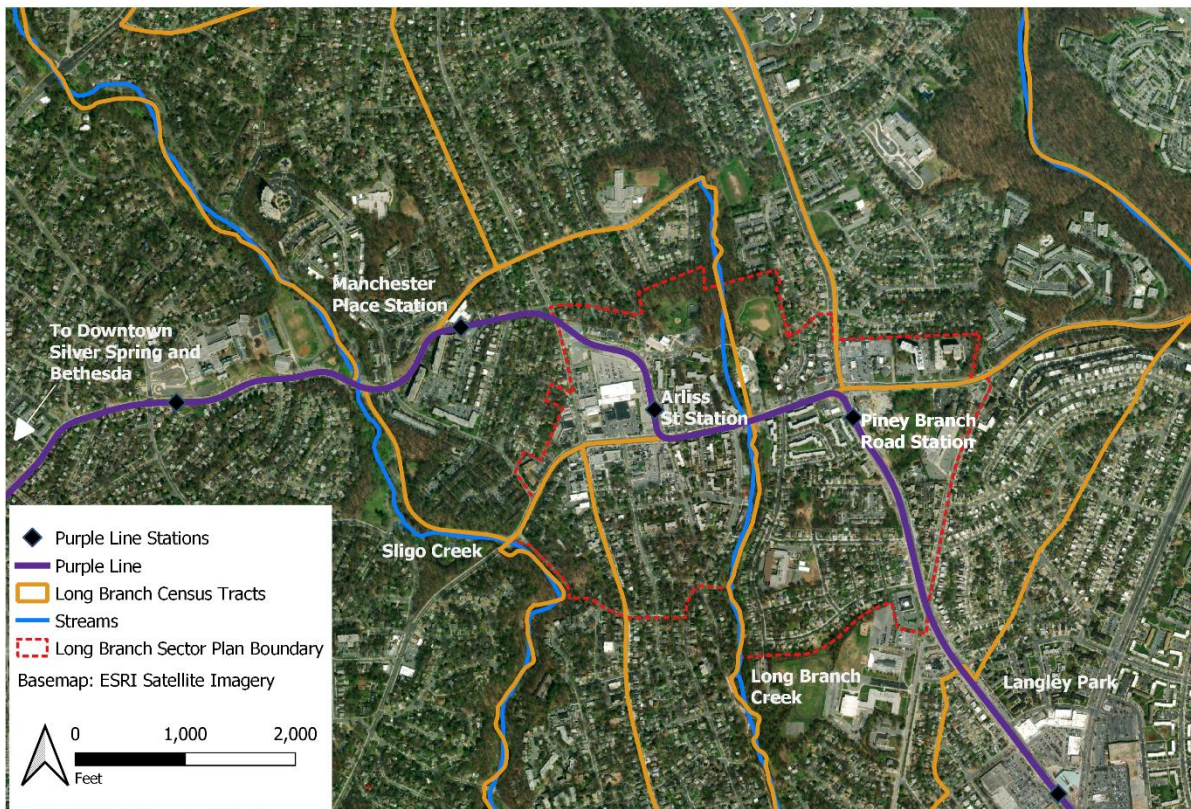 Manchester
Place Station
To Downtown
Silver Spring and
Bethesda
Arliss
St Station
Piney Branch
Road Station
Sligo Creek
Long Branch
Creek
Langley Park
Purple Line Stations
Purple Line
Long Branch Census Tracts
Streams
Long Branch Sector Plan Boundary
Basemap: ESRI Satellite Imagery
0 1,000 2,000
Feet